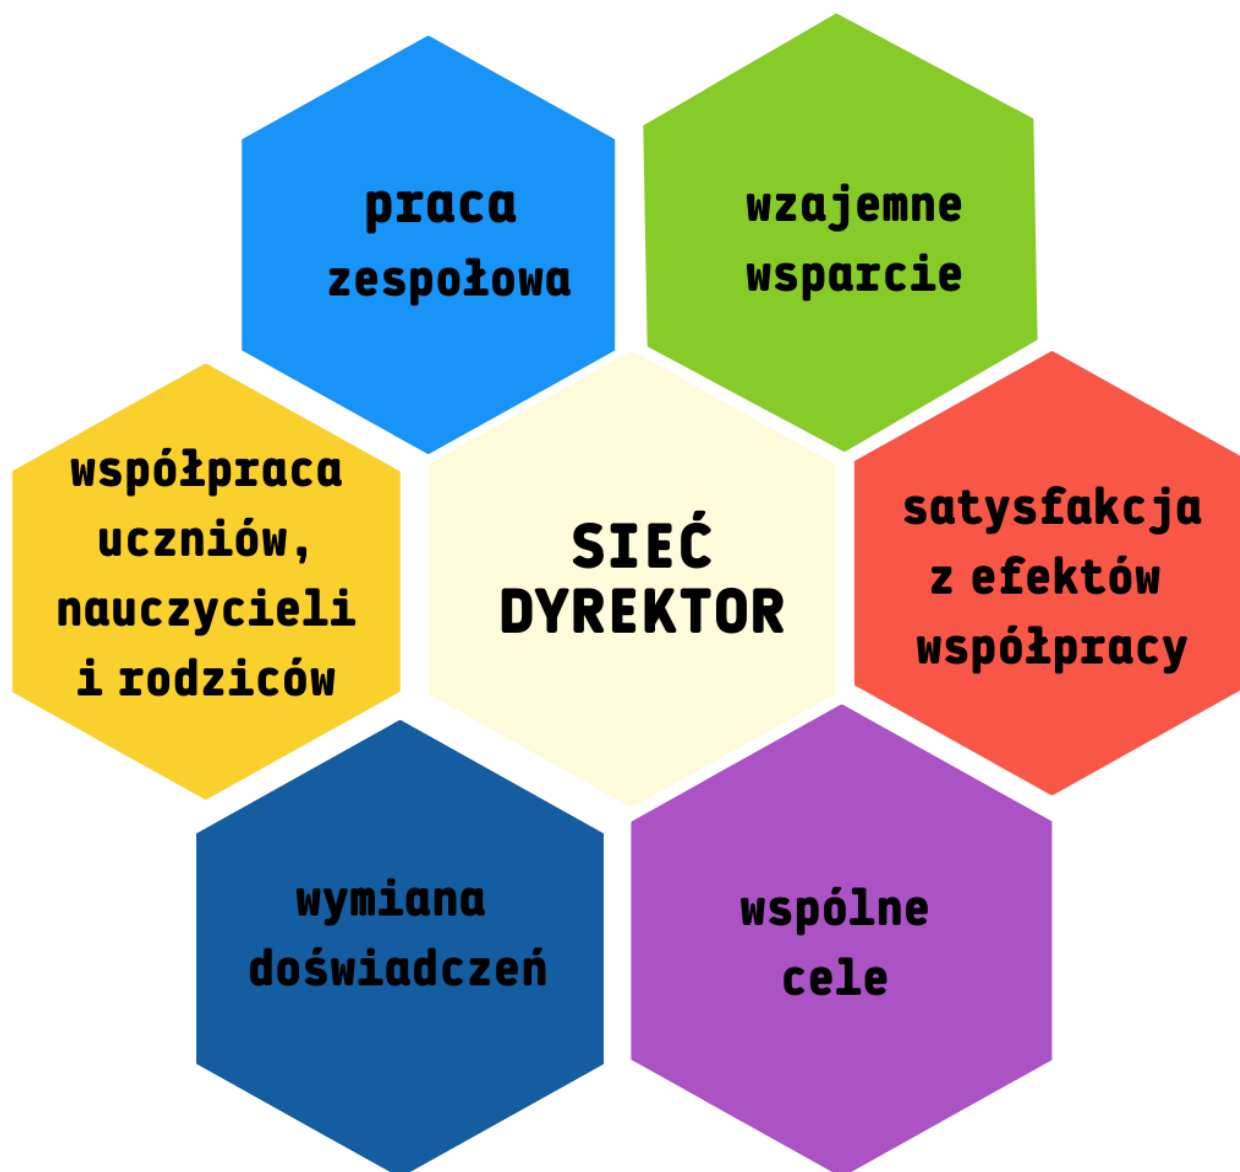 praca
zespołowa
wzajemne
wsparcie
współpraca
uczniów,
nauczycieli
i rodziców
SIEĆ
DYREKTOR
satysfakcja
z efektów
współpracy
wymiana
doświadczeń
wspólne
cele